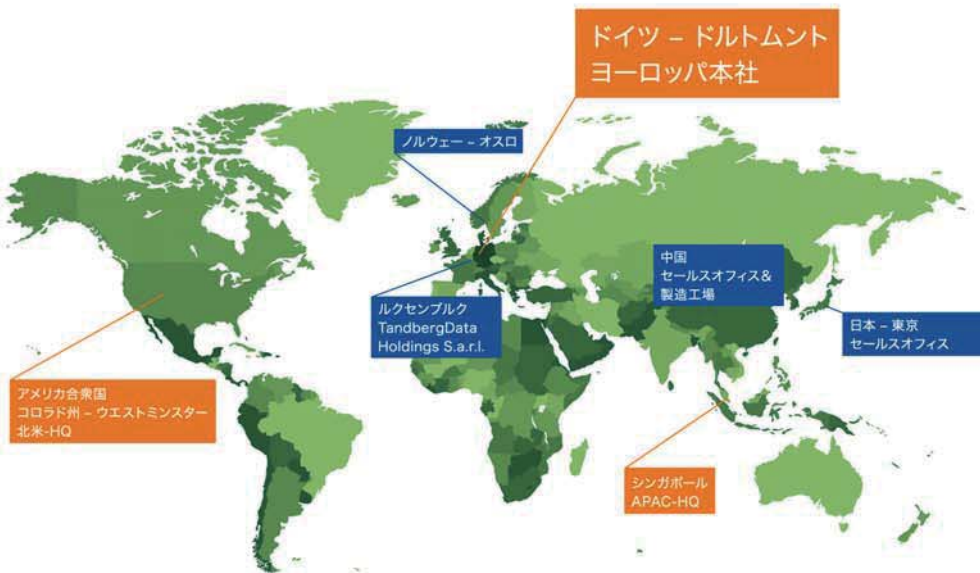 ドイツ – ドルトムント
ヨーロッパ本社
ノルウェー – オスロ
中国
セールスオフィス&
製造工場
ルクセンブルク
TandbergData
Holdings S.a.r.l.
日本 – 東京
セールスオフィス
アメリカ合衆国
コロラド州 – ウエストミンスター
北米-HQ
シンガポール
APAC-HQ